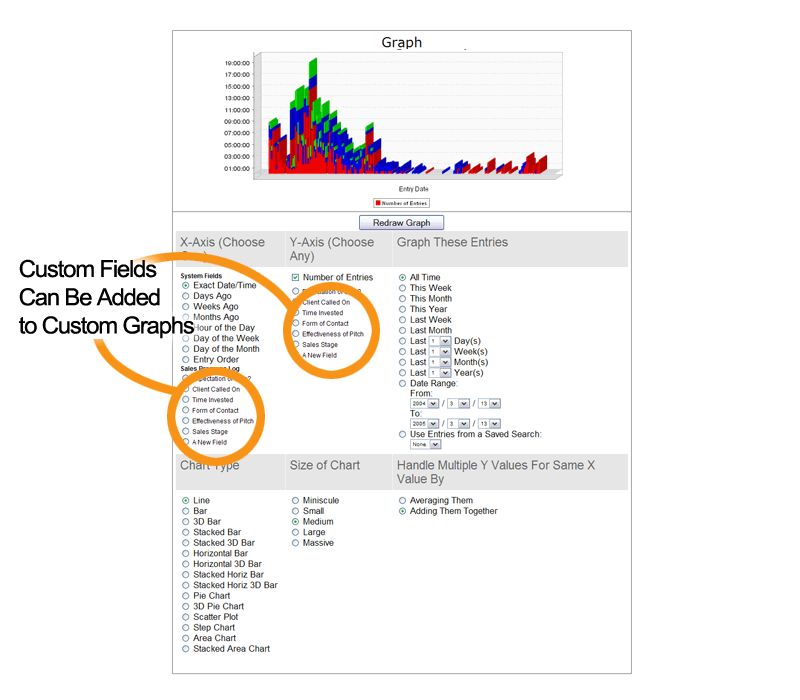 Graph
19:00:00
17:00:00
15:00:00
13:00:00
11:00:00
09:00:00
07:00:00
05:00:00
03:00:00
01:00:00
Entry Date
Number of Entries
Redraw Graph
X-Axis (Choose
System Fields
Exact Date/Time
Days Ago
Weeks Ago
Months Ago
Hour of the Day
Day of the Week
Day of the Month
Entry Order
Sales Log
Client Called On
Time Invested
Form of Contact
Effectiveness of Pitch
Sales Stage
A New Field
Y-Axis (Choose
Any)
Number of Entries
Client Called On
Time Invested
Form of Contact
Effectiveness of Pitch
Sales Stage
A New Field
Graph These Entries
All Time
This Week
This Month
This Year
Last Week
Last Month
Last 1 Day(s)
Last 1 Week(s)
Last 1 Month(s)
Last 1 Year(s)
Date Range:
From:
2004 / 3 / 13
To:
2005 / 3 / 13
Use Entries from a Saved Search:
None
Custom Fields
Can Be Added
to Custom Graphs
Chart Type
Line
Bar
3D Bar
Stacked Bar
Stacked 3D Bar
Horizontal Bar
Horizontal 3D Bar
Stacked Horiz Bar
Stacked Horiz 3D Bar
Pie Chart
3D Pie Chart
Scatter Plot
Step Chart
Area Chart
Stacked Area Chart
Size of Chart
Miniscule
Small
Medium
Large
Massive
Handle Multiple Y Values For Same X
Value By
Averaging Them
Adding Them Together